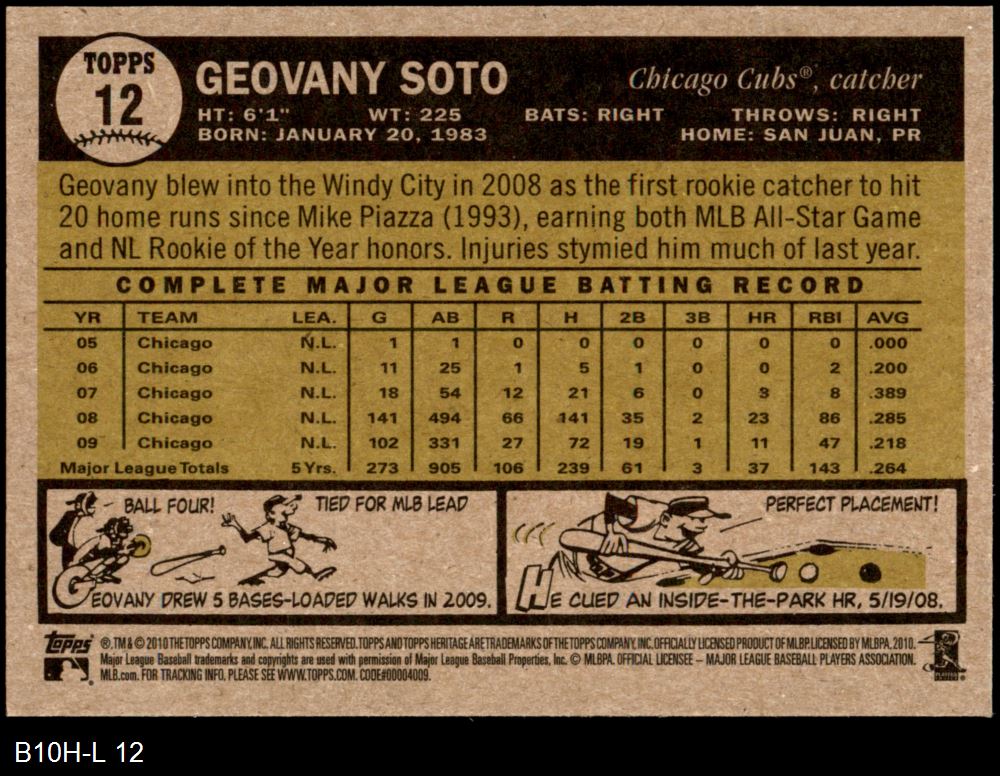 TOPPS
12
GEOVANY SOTO
Chicago Cubs®, catcher
HT: 6'1" WT: 225 BATS: RIGHT THROWS: RIGHT
BORN: JANUARY 20, 1983 HOME: SAN JUAN, PR
Geovany blew into the Windy City in 2008 as the first rookie catcher to hit
20 home runs since Mike Piazza (1993), earning both MLB All-Star Game
and NL Rookie of the Year honors. Injuries stymied him much of last year.
COMPLETE MAJOR LEAGUE BATTING RECORD
YR TEAM LEA. G AB R H 2B 3B HR RBI AVG
05 Chicago N.L. 1 1 0 0 0 0 0 0 .000
06 Chicago N.L. 11 25 1 5 1 0 0 2 .200
07 Chicago N.L. 18 54 12 21 6 0 3 8 .389
08 Chicago N.L. 141 494 66 141 35 2 23 86 .285
09 Chicago N.L. 102 331 27 72 19 1 11 47 .218
Major League Totals 5 Yrs. 273 905 106 239 61 3 37 143 .264
BALL FOUR! TIED FOR MLB LEAD
GEOVANY DREW 5 BASES-LOADED WALKS IN 2009.
PERFECT PLACEMENT!
HE CUED AN INSIDE-THE-PARK HR, 5/19/08.
Topps ®, TM & © 2010 THE TOPPS COMPANY, INC. ALL RIGHTS RESERVED. TOPPS AND TOPPS HERITAGE ARE TRADEMARKS OF THE TOPPS COMPANY, INC. OFFICIALLY LICENSED PRODUCT OF MLBP. LICENSED BY MLBPA, 2010.
Major League Baseball trademarks and copyrights are used with permission of Major League Baseball Properties, Inc. © MLBPA. OFFICIAL LICENSEE – MAJOR LEAGUE BASEBALL PLAYERS ASSOCIATION.
MLB.com. FOR TRACKING INFO, PLEASE SEE WWW.TOPPS.COM. CODE#00004009.
B10H-L 12